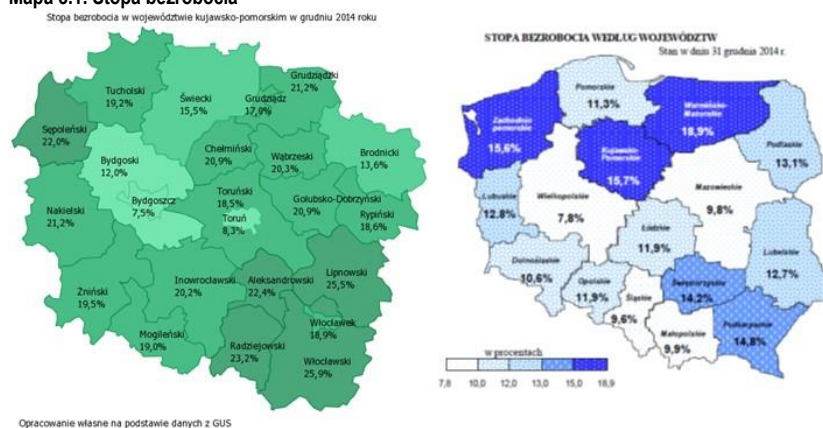 Mapa 3.1. Stopa bezrobocia
Stopa bezrobocia w województwie kujawsko-pomorskim w grudniu 2014 roku
Tucholski
19,2%
Świecki
15,5%
Grudziądzki
21,2%
Grudziądz
17,0%
Sępoleński
22,0%
Bydgoski
12,0%
Chełmiński
20,9%
Wąbrzeski
20,3%
Brodnicki
13,6%
Bydgoszcz
7,5%
Toruński
18,5%
Toruń
8,3%
Golubsko-Dobrzyński
20,9%
Rypiński
18,6%
Nakielski
21,2%
Żniński
19,5%
Inowrocławski
20,2%
Aleksandrowski
22,4%
Lipnowski
25,5%
Mogileński
19,0%
Radziejowski
23,2%
Włocławek
18,9%
Włocławski
25,9%
Opracowanie własne na podstawie danych z GUS
STOPA BEZROBOCIA WEDŁUG WOJEWÓDZTW
Stan w dniu 31 grudnia 2014 r.
Pomorskie
11,3%
Warmińsko-
Mazurskie
18,9%
Zachodnio-
pomorskie
15,6%
Kujawsko-
Pomorskie
15,7%
Podlaskie
13,1%
Lubuskie
12,8%
Wielkopolskie
7,8%
Mazowieckie
9,8%
Łódzkie
11,9%
Lubelskie
12,7%
Dolnośląskie
10,6%
Opolskie
11,9%
Śląskie
9,6%
Świętokrzyskie
14,2%
Małopolskie
9,9%
Podkarpackie
14,8%
w procentach
7,8 10,0 12,0 13,0 15,0 18,9